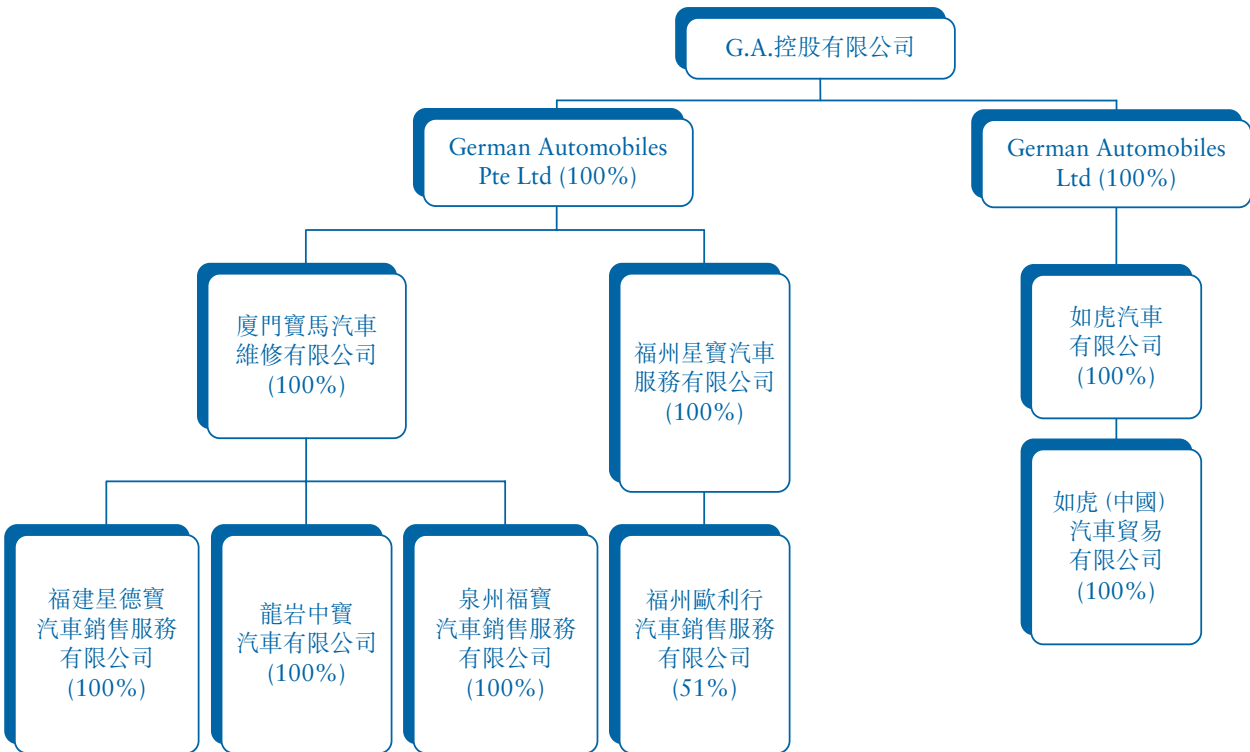 G.A.控股有限公司
German Automobiles
Pte Ltd (100%)
German Automobiles
Ltd (100%)
廈門寶馬汽車
維修有限公司
(100%)
福州星寶汽車
服務有限公司
(100%)
如虎汽車
有限公司
(100%)
如虎 (中國)
汽車貿易
有限公司
(100%)
福建星德寶
汽車銷售服務
有限公司
(100%)
龍岩中寶
汽車有限公司
(100%)
泉州福寶
汽車銷售服務
有限公司
(100%)
福州歐利行
汽車銷售服務
有限公司
(51%)